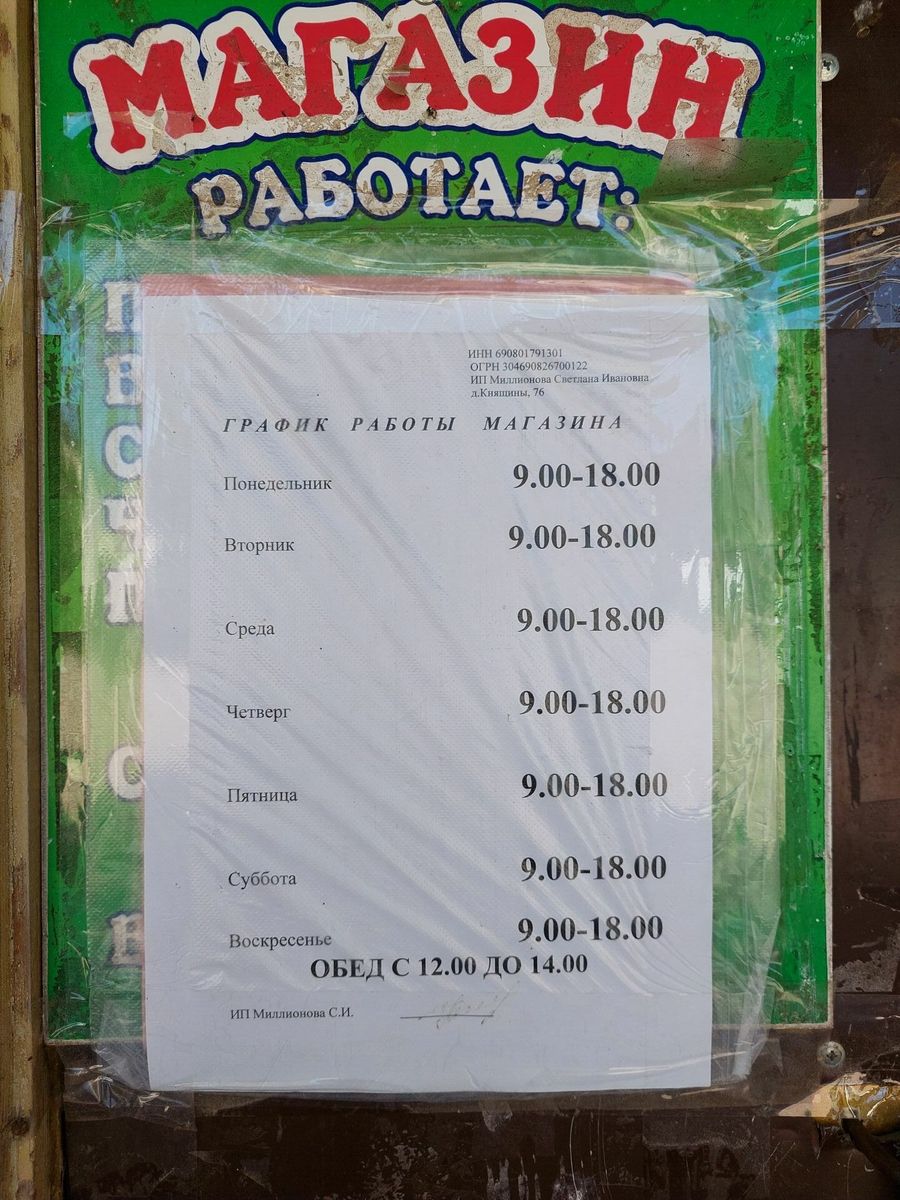 МАГАЗИН
РАБОТАЕТ:
ИНН 690801791301
ОГРН 304690826700122
ИП Миллионова Светлана Ивановна
д.Княщины, 76
ГРАФИК РАБОТЫ МАГАЗИНА
Понедельник 9.00-18.00
Вторник 9.00-18.00
Среда 9.00-18.00
Четверг 9.00-18.00
Пятница 9.00-18.00
Суббота 9.00-18.00
Воскресенье 9.00-18.00
ОБЕД С 12.00 ДО 14.00
ИП Миллионова С.И.